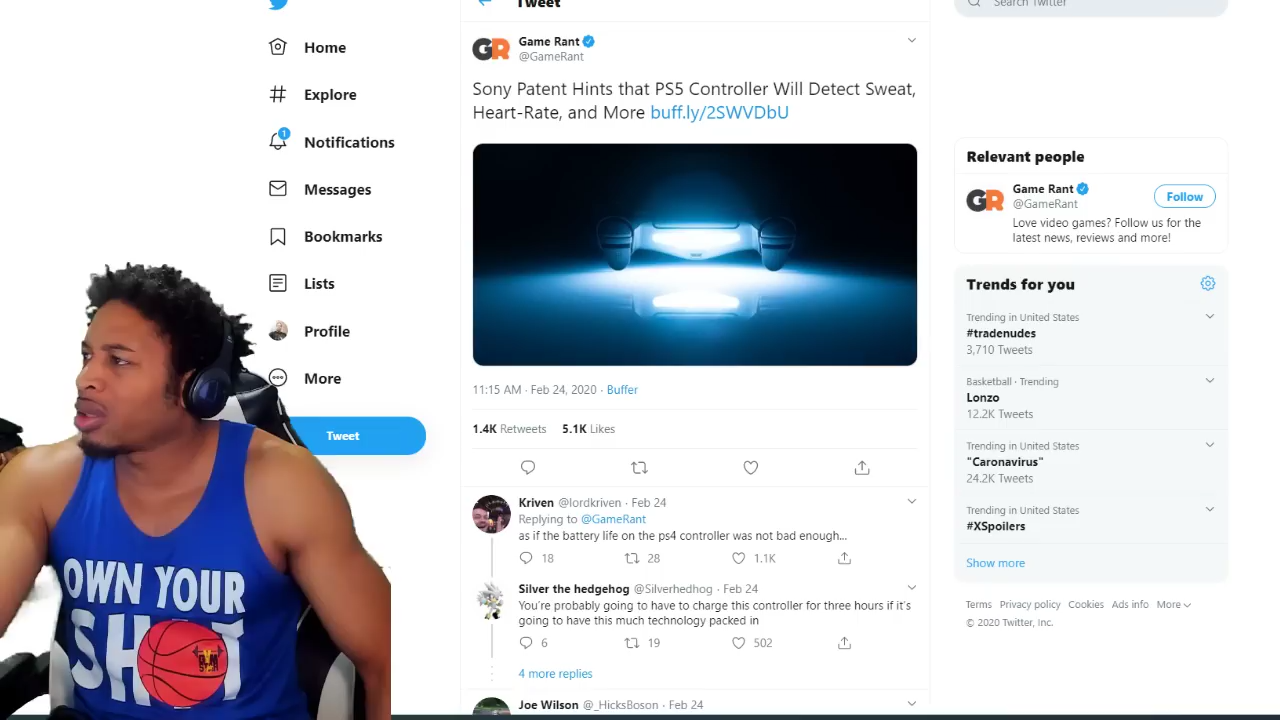 Tweet
Search Twitter
Home
Explore
1
Notifications
Messages
Bookmarks
Lists
Profile
More
Tweet
GR
Game Rant
@GameRant
Sony Patent Hints that PS5 Controller Will Detect Sweat,
Heart-Rate, and More buff.ly/2SWVDbU
11:15 AM · Feb 24, 2020 · Buffer
1.4K Retweets 5.1K Likes
Kriven @lordkriven · Feb 24
Replying to @GameRant
as if the battery life on the ps4 controller was not bad enough...
18 28 1.1K
Silver the hedgehog @Silverhedhog · Feb 24
You're probably going to have to charge this controller for three hours if it's
going to have this much technology packed in
6 19 502
4 more replies
Joe Wilson @_HicksBoson · Feb 24
Relevant people
GR
Game Rant
@GameRant
Follow
Love video games? Follow us for the
latest news, reviews and more!
Trends for you
Trending in United States
#tradenudes
3,710 Tweets
Basketball · Trending
Lonzo
12.2K Tweets
Trending in United States
"Caronavirus"
24.2K Tweets
Trending in United States
#XSpoilers
Show more
Terms Privacy policy Cookies Ads info More
© 2020 Twitter, Inc.
OWN YOUR
SH T